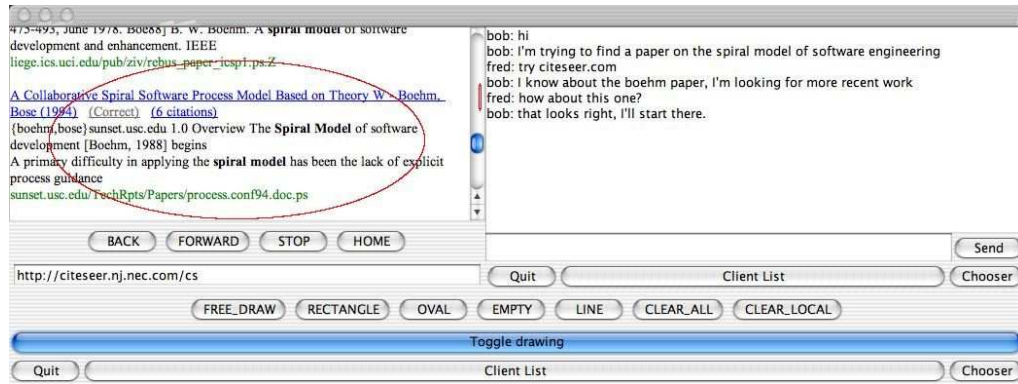 475-493, June 1978. Boe88] B. W. Boehm. A spiral model of software
development and enhancement. IEEE
liege.ics.uci.edu/pub/ziv/rebus_paper_icsp1.ps.Z
A Collaborative Spiral Software Process Model Based on Theory W - Boehm,
Bose (1994) (Correct) (6 citations)
{boehm,bose}sunset.usc.edu 1.0 Overview The Spiral Model of software
development [Boehm, 1988] begins
A primary difficulty in applying the spiral model has been the lack of explicit
process guidance
sunset.usc.edu/TechRpts/Papers/process.conf94.doc.ps
bob: hi
bob: I'm trying to find a paper on the spiral model of software engineering
fred: try citeseer.com
bob: I know about the boehm paper, I'm looking for more recent work
fred: how about this one?
bob: that looks right, I'll start there.
BACK FORWARD STOP HOME
Send
http://citeseer.nj.nec.com/cs
Quit Client List Chooser
FREE_DRAW RECTANGLE OVAL EMPTY LINE CLEAR_ALL CLEAR_LOCAL
Toggle drawing
Quit Client List Chooser